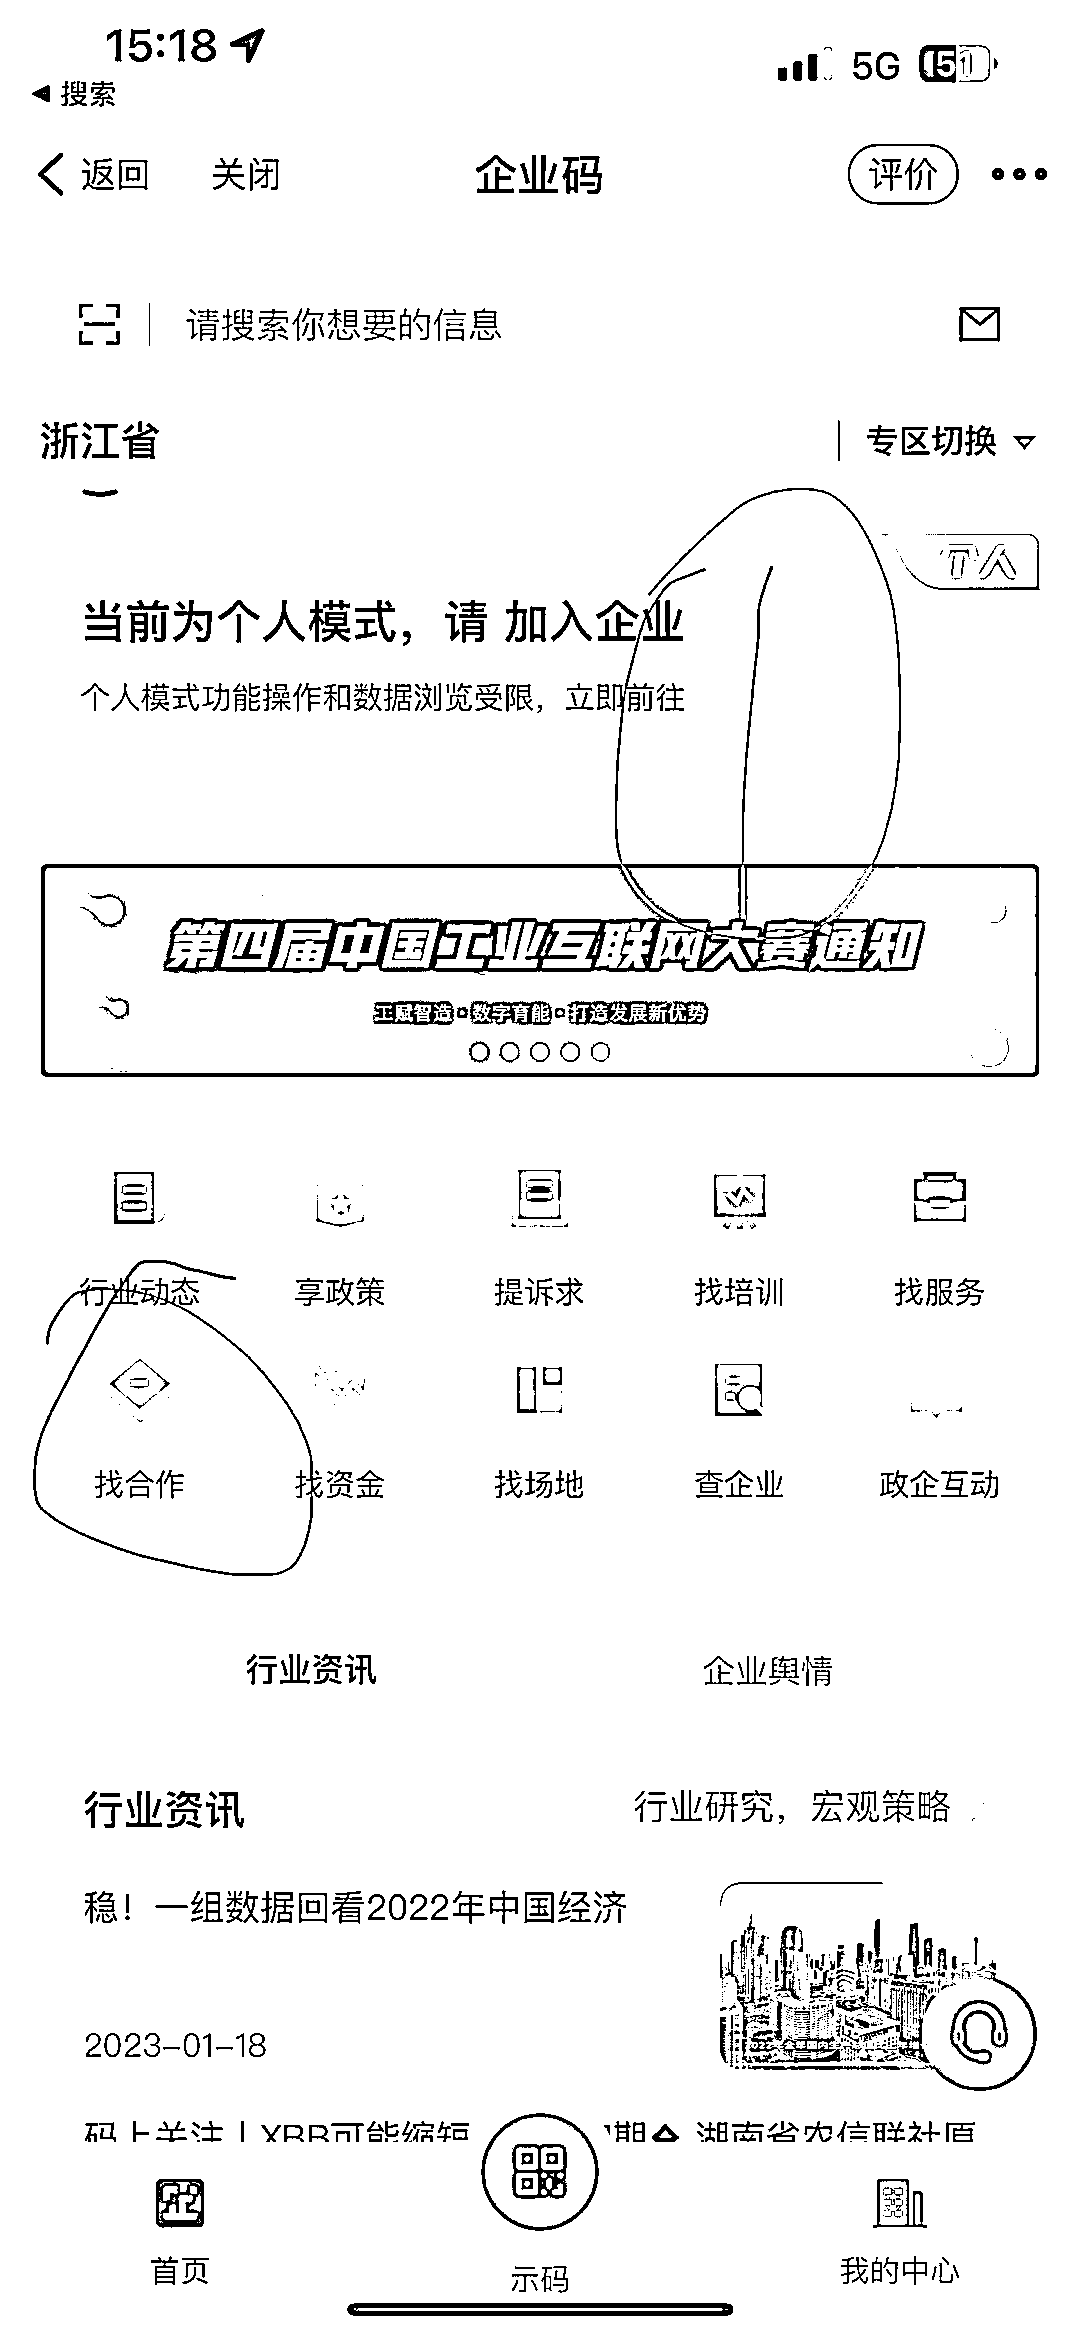 15:18
5G 51
搜索
返回 关闭 企业码 评价
请搜索你想要的信息
浙江省 专区切换
个人
当前为个人模式，请 加入企业
个人模式功能操作和数据浏览受限，立即前往
第四届中国工业互联网大赛通知
工赋智造·数字育能·打造发展新优势
行业动态 享政策 提诉求 找培训 找服务
找合作 找资金 找场地 查企业 政企互动
行业资讯 企业舆情
行业资讯 行业研究，宏观策略
稳！一组数据回看2022年中国经济
2023-01-18
码上关注丨XBB可能缩短 期 湖南省农信联社原
首页 示码 我的中心